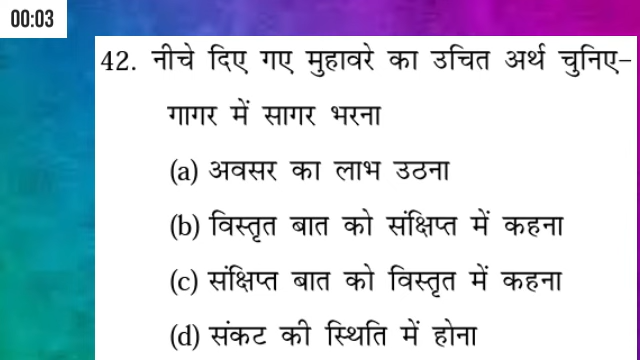 00:03
42. नीचे दिए गए मुहावरे का उचित अर्थ चुनिए–
गागर में सागर भरना
(a) अवसर का लाभ उठना
(b) विस्तृत बात को संक्षिप्त में कहना
(c) संक्षिप्त बात को विस्तृत में कहना
(d) संकट की स्थिति में होना